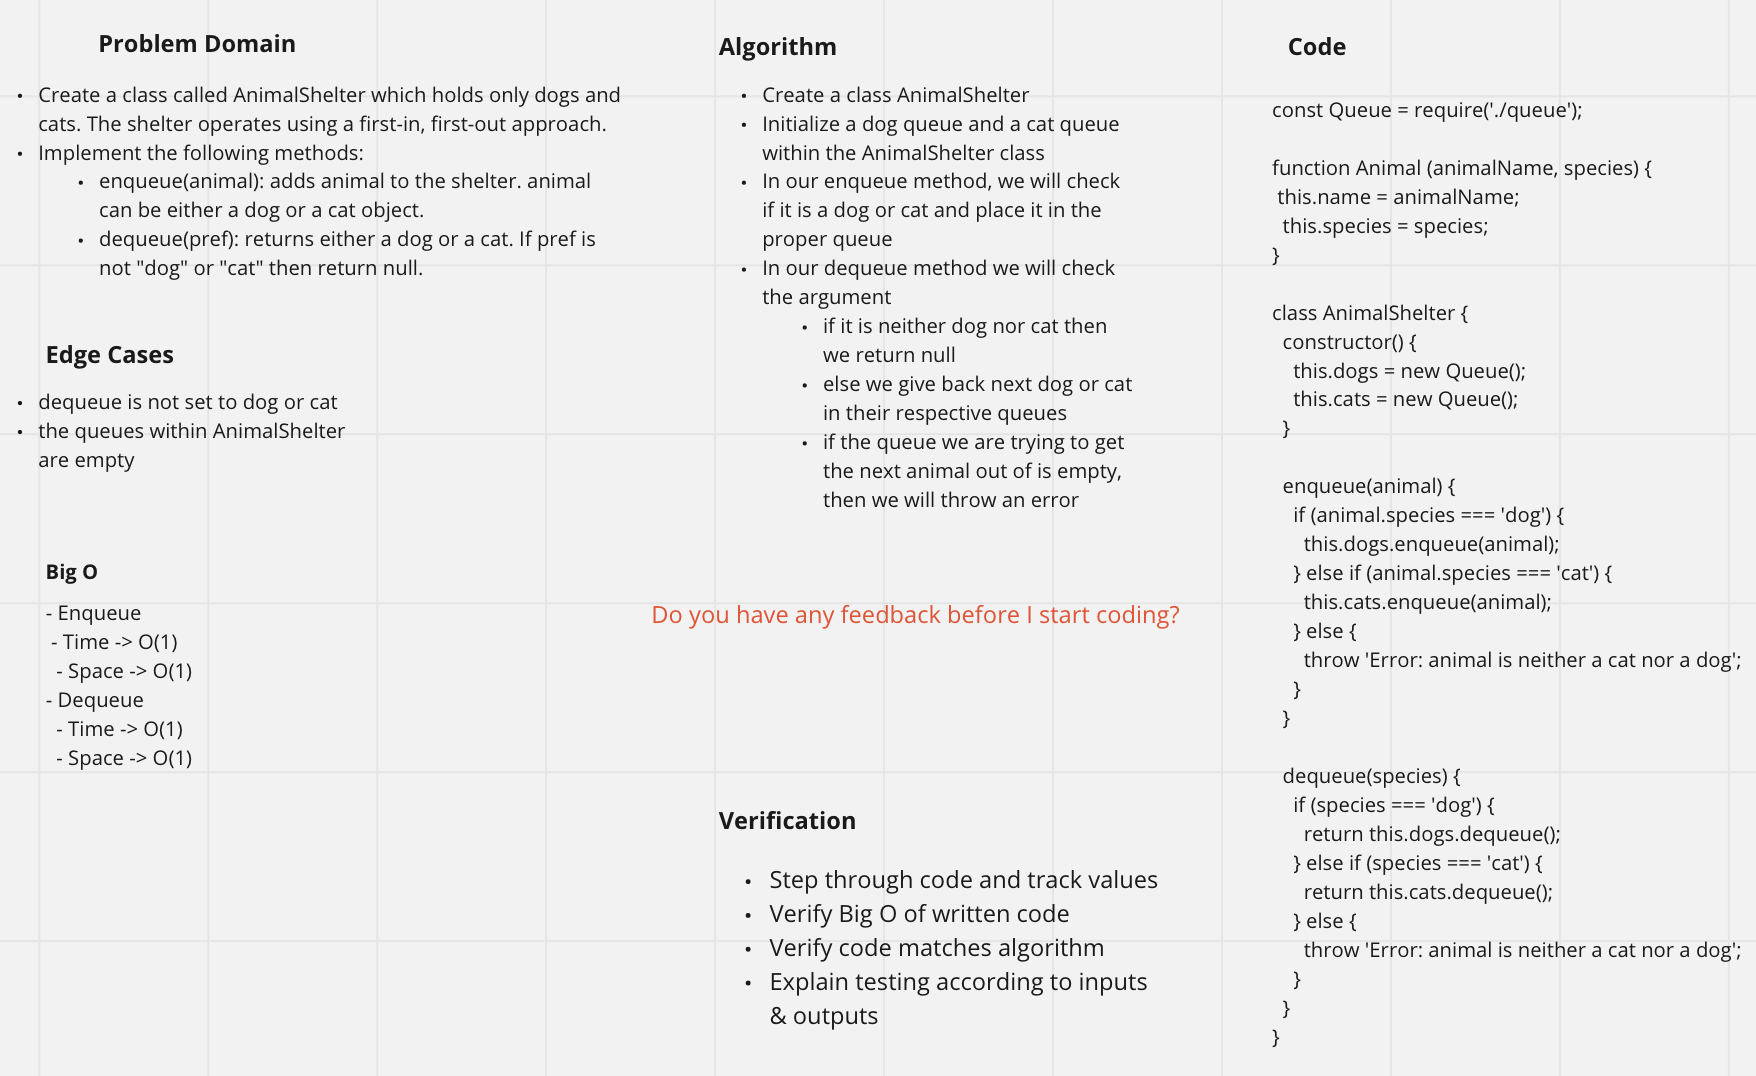 Problem Domain
• Create a class called AnimalShelter which holds only dogs and
cats. The shelter operates using a first-in, first-out approach.
• Implement the following methods:
• enqueue(animal): adds animal to the shelter. animal
can be either a dog or a cat object.
• dequeue(pref): returns either a dog or a cat. If pref is
not "dog" or "cat" then return null.
Edge Cases
• dequeue is not set to dog or cat
• the queues within AnimalShelter
are empty
Big O
- Enqueue
- Time -> O(1)
- Space -> O(1)
- Dequeue
- Time -> O(1)
- Space -> O(1)
Algorithm
• Create a class AnimalShelter
• Initialize a dog queue and a cat queue
within the AnimalShelter class
• In our enqueue method, we will check
if it is a dog or cat and place it in the
proper queue
• In our dequeue method we will check
the argument
• if it is neither dog nor cat then
we return null
• else we give back next dog or cat
in their respective queues
• if the queue we are trying to get
the next animal out of is empty,
then we will throw an error
Do you have any feedback before I start coding?
Verification
• Step through code and track values
• Verify Big O of written code
• Verify code matches algorithm
• Explain testing according to inputs
& outputs
Code
const Queue = require('./queue');
function Animal (animalName, species) {
this.name = animalName;
this.species = species;
}
class AnimalShelter {
constructor() {
this.dogs = new Queue();
this.cats = new Queue();
}
enqueue(animal) {
if (animal.species === 'dog') {
this.dogs.enqueue(animal);
} else if (animal.species === 'cat') {
this.cats.enqueue(animal);
} else {
throw 'Error: animal is neither a cat nor a dog';
}
}
dequeue(species) {
if (species === 'dog') {
return this.dogs.dequeue();
} else if (species === 'cat') {
return this.cats.dequeue();
} else {
throw 'Error: animal is neither a cat nor a dog';
}
}
}